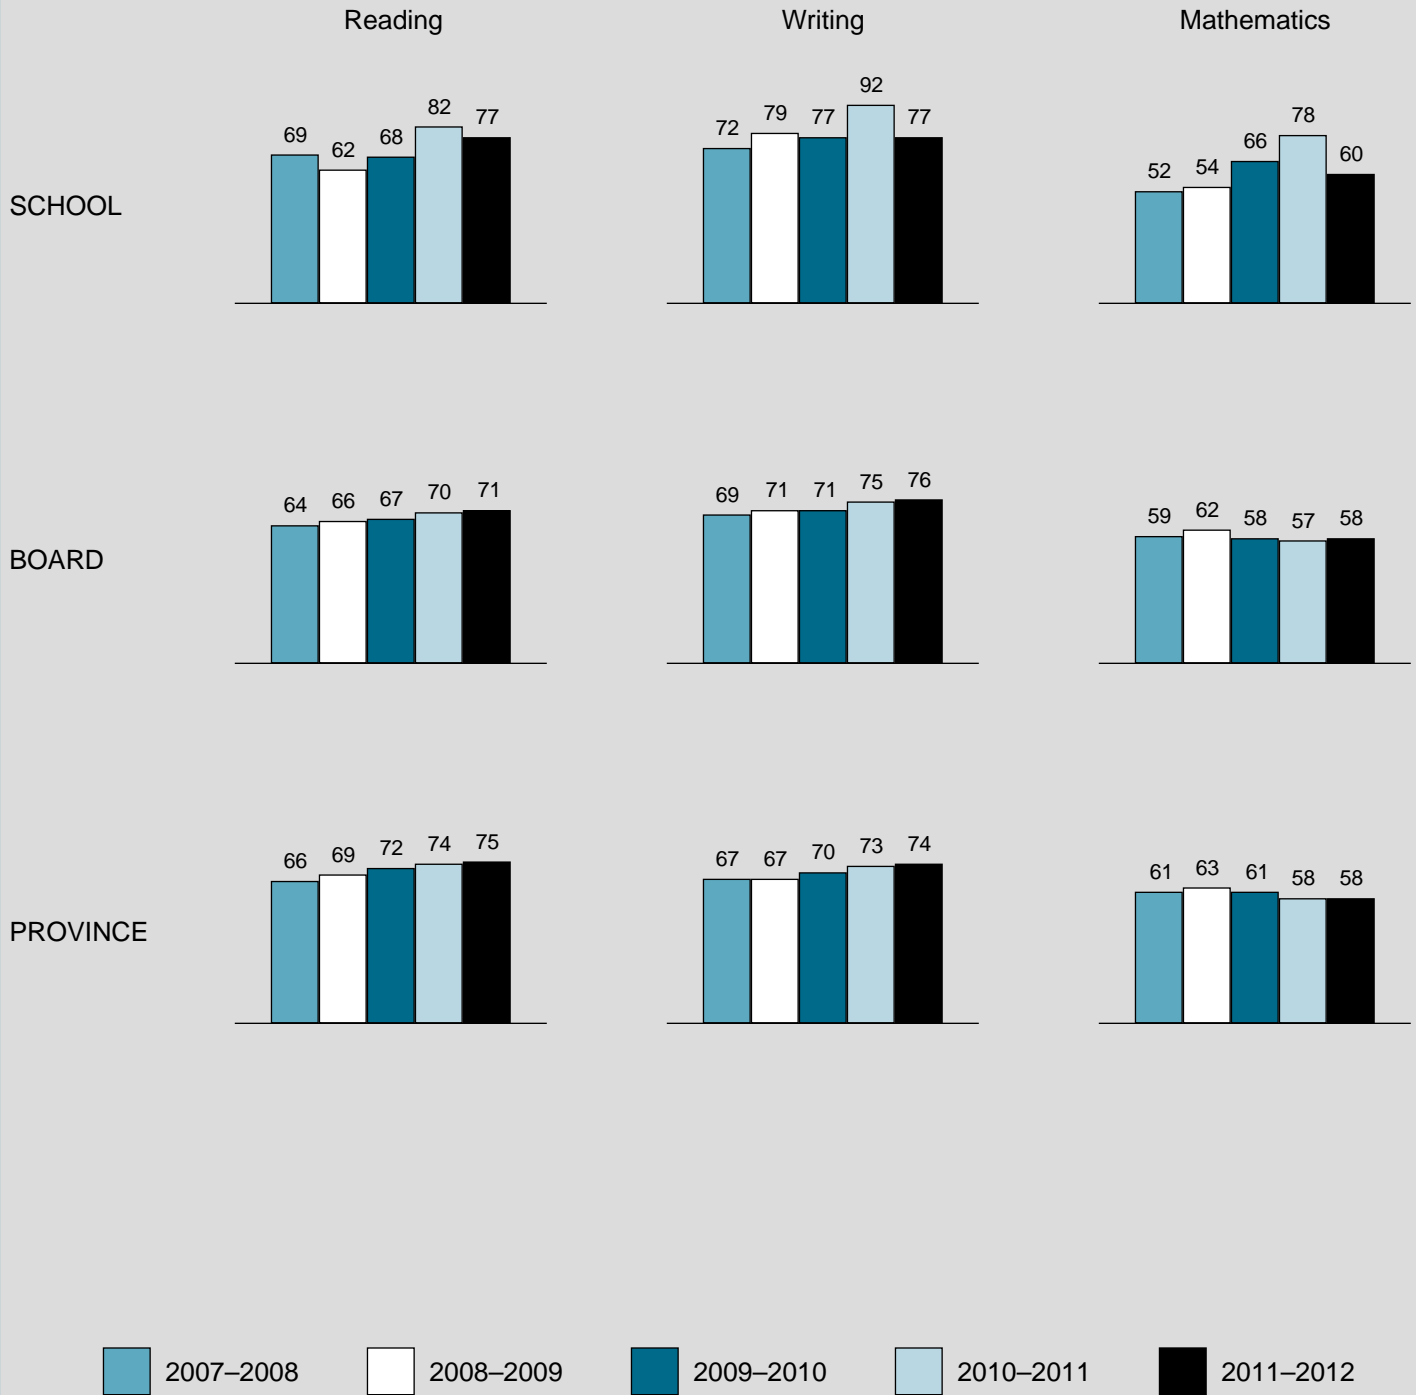 Reading Writing Mathematics
SCHOOL
69 62 68 82 77
72 79 77 92 77
52 54 66 78 60
BOARD
64 66 67 70 71
69 71 71 75 76
59 62 58 57 58
PROVINCE
66 69 72 74 75
67 67 70 73 74
61 63 61 58 58
2007–2008 2008–2009 2009–2010 2010–2011 2011–2012